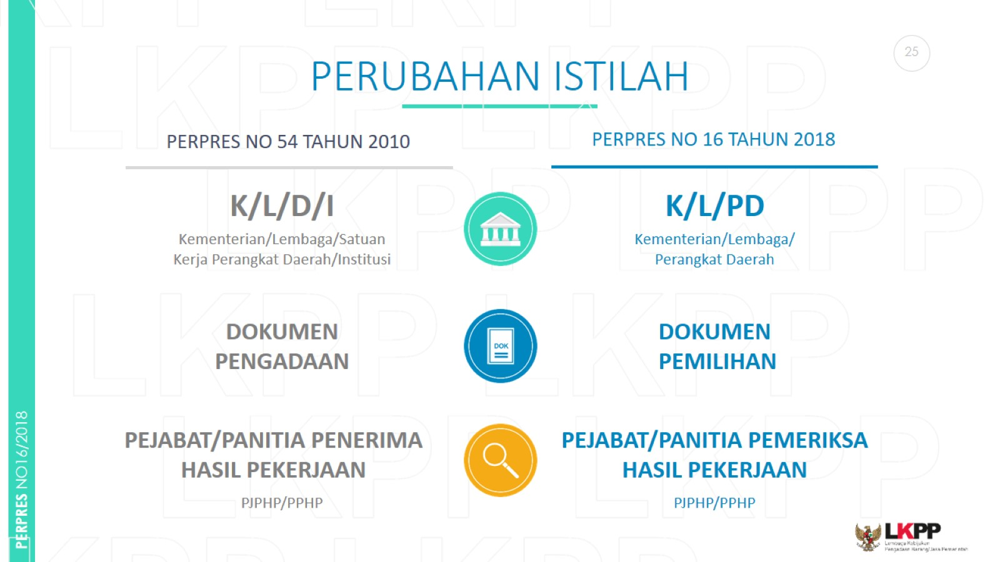 25
PERUBAHAN ISTILAH
PERPRES NO 54 TAHUN 2010
PERPRES NO 16 TAHUN 2018
K/L/D/I
Kementerian/Lembaga/Satuan
Kerja Perangkat Daerah/Institusi
K/L/PD
Kementerian/Lembaga/
Perangkat Daerah
DOKUMEN
PENGADAAN
DOK
DOKUMEN
PEMILIHAN
PEJABAT/PANITIA PENERIMA
HASIL PEKERJAAN
PJPHP/PPHP
PEJABAT/PANITIA PEMERIKSA
HASIL PEKERJAAN
PJPHP/PPHP
PERPRES NO16/2018
LKPP
Lembaga Kebijakan
Pengadaan Barang/Jasa Pemerintah